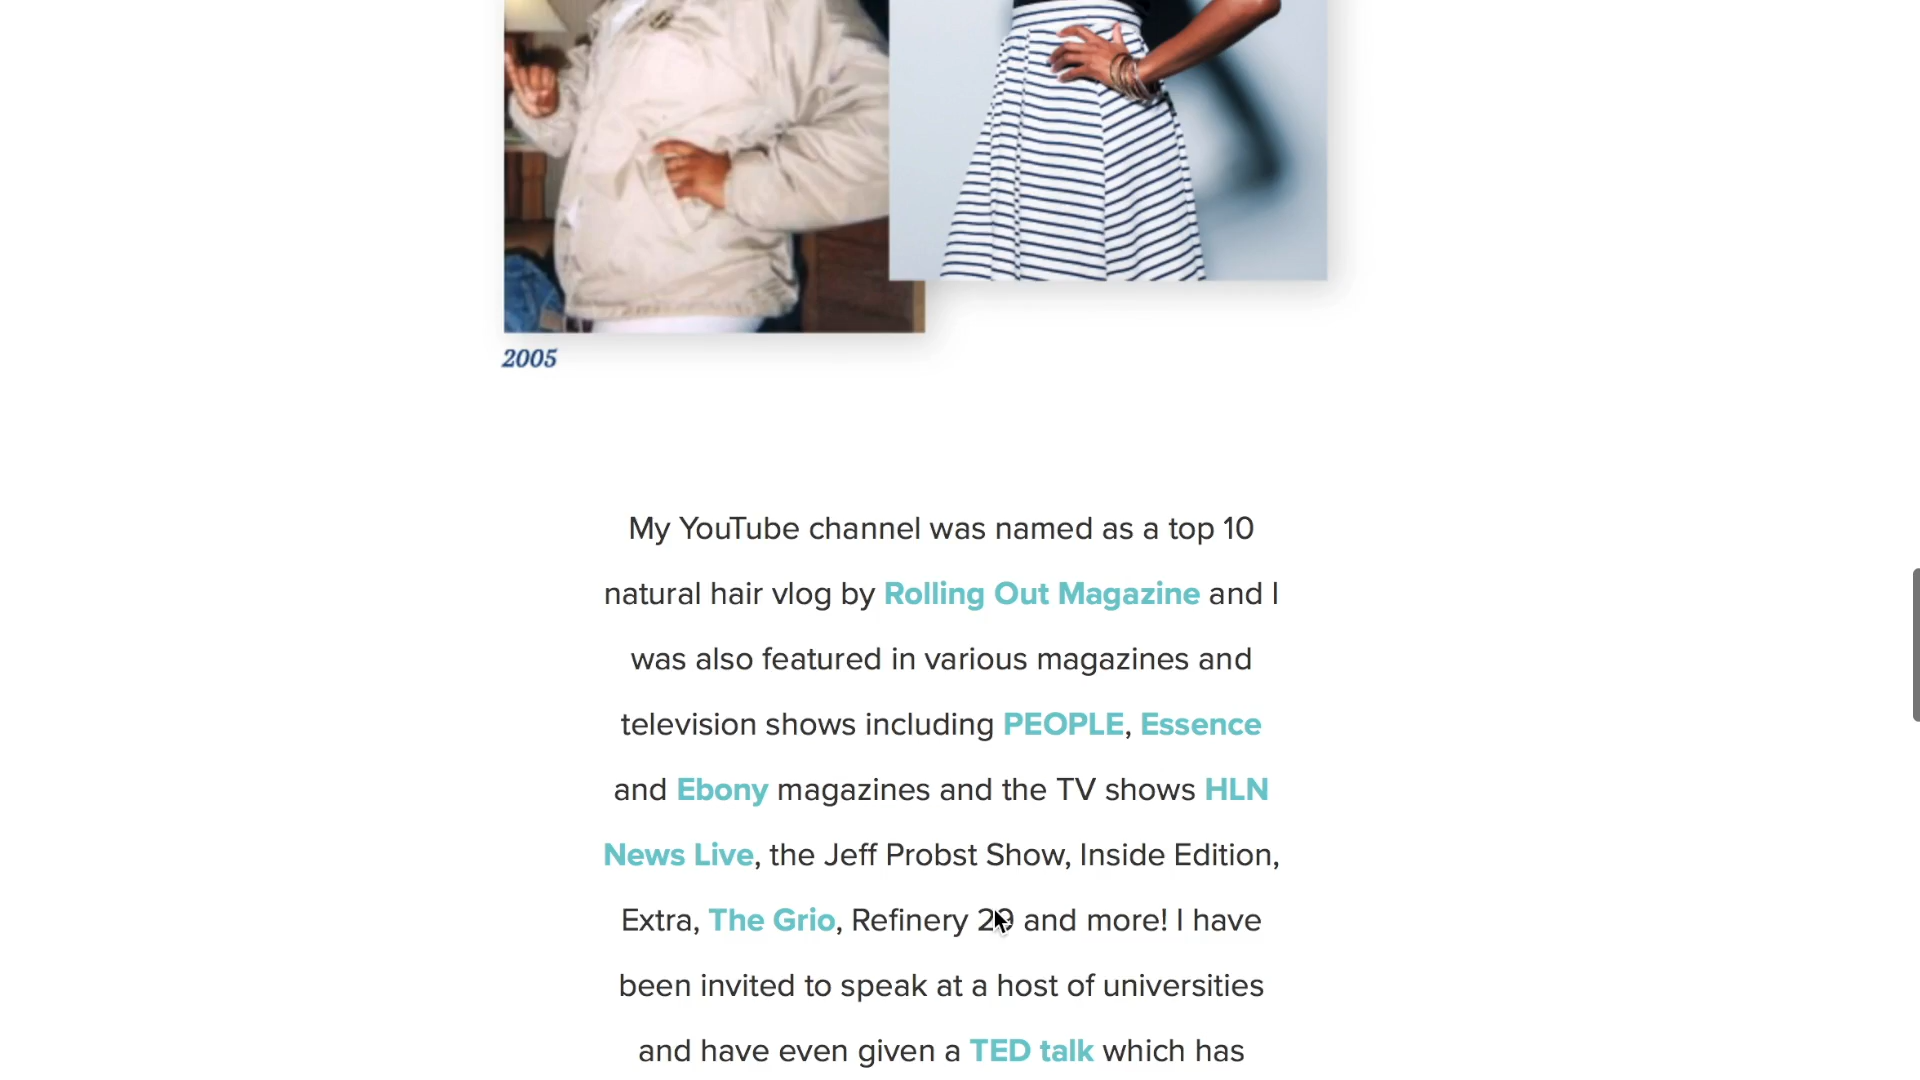 2005
My YouTube channel was named as a top 10
natural hair vlog by Rolling Out Magazine and I
was also featured in various magazines and
television shows including PEOPLE, Essence
and Ebony magazines and the TV shows HLN
News Live, the Jeff Probst Show, Inside Edition,
Extra, The Grio, Refinery 29 and more! I have
been invited to speak at a host of universities
and have even given a TED talk which has